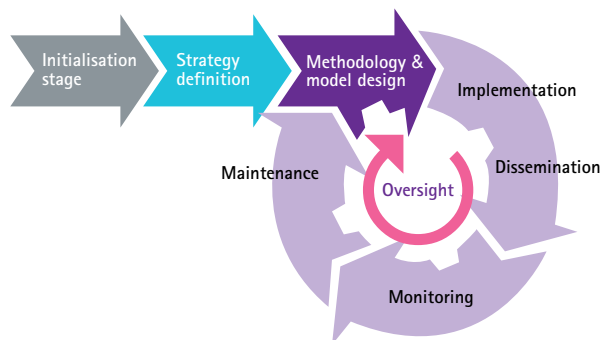 Initialisation
stage
Strategy
definition
Methodology &
model design
Implementation
Dissemination
Maintenance
Oversight
Monitoring